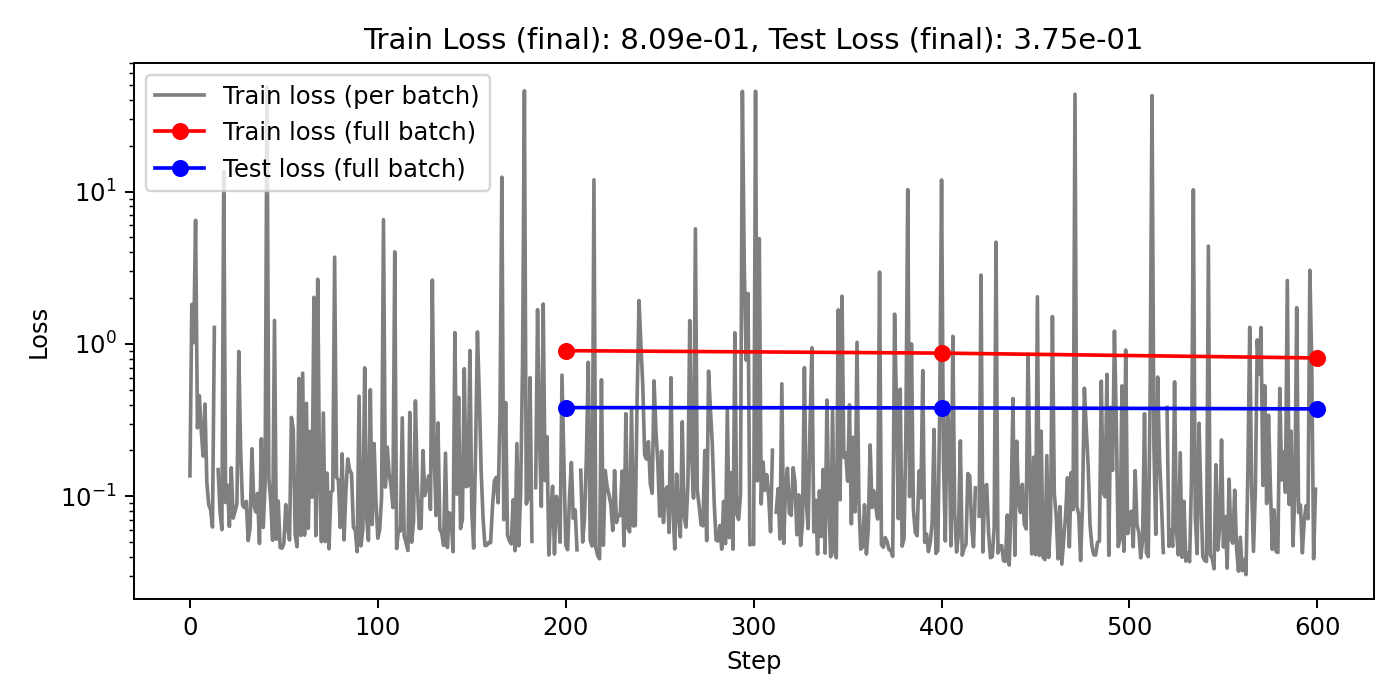 Train Loss (final): 8.09e-01, Test Loss (final): 3.75e-01
Train loss (per batch)
Train loss (full batch)
Test loss (full batch)
Loss
10^1
10^0
10^-1
0 100 200 300 400 500 600
Step